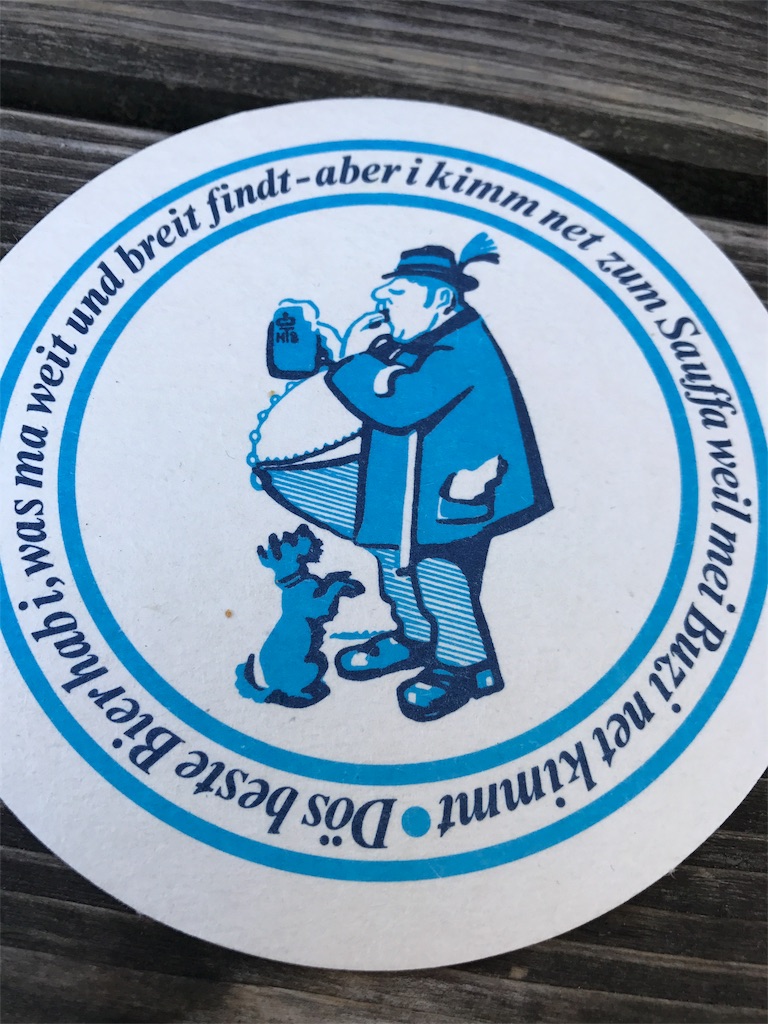 Dös beste Bier hab i, was ma weit und breit findt - aber i kimm net zum Sauffa weil mei Buzi net kimmt •
HB